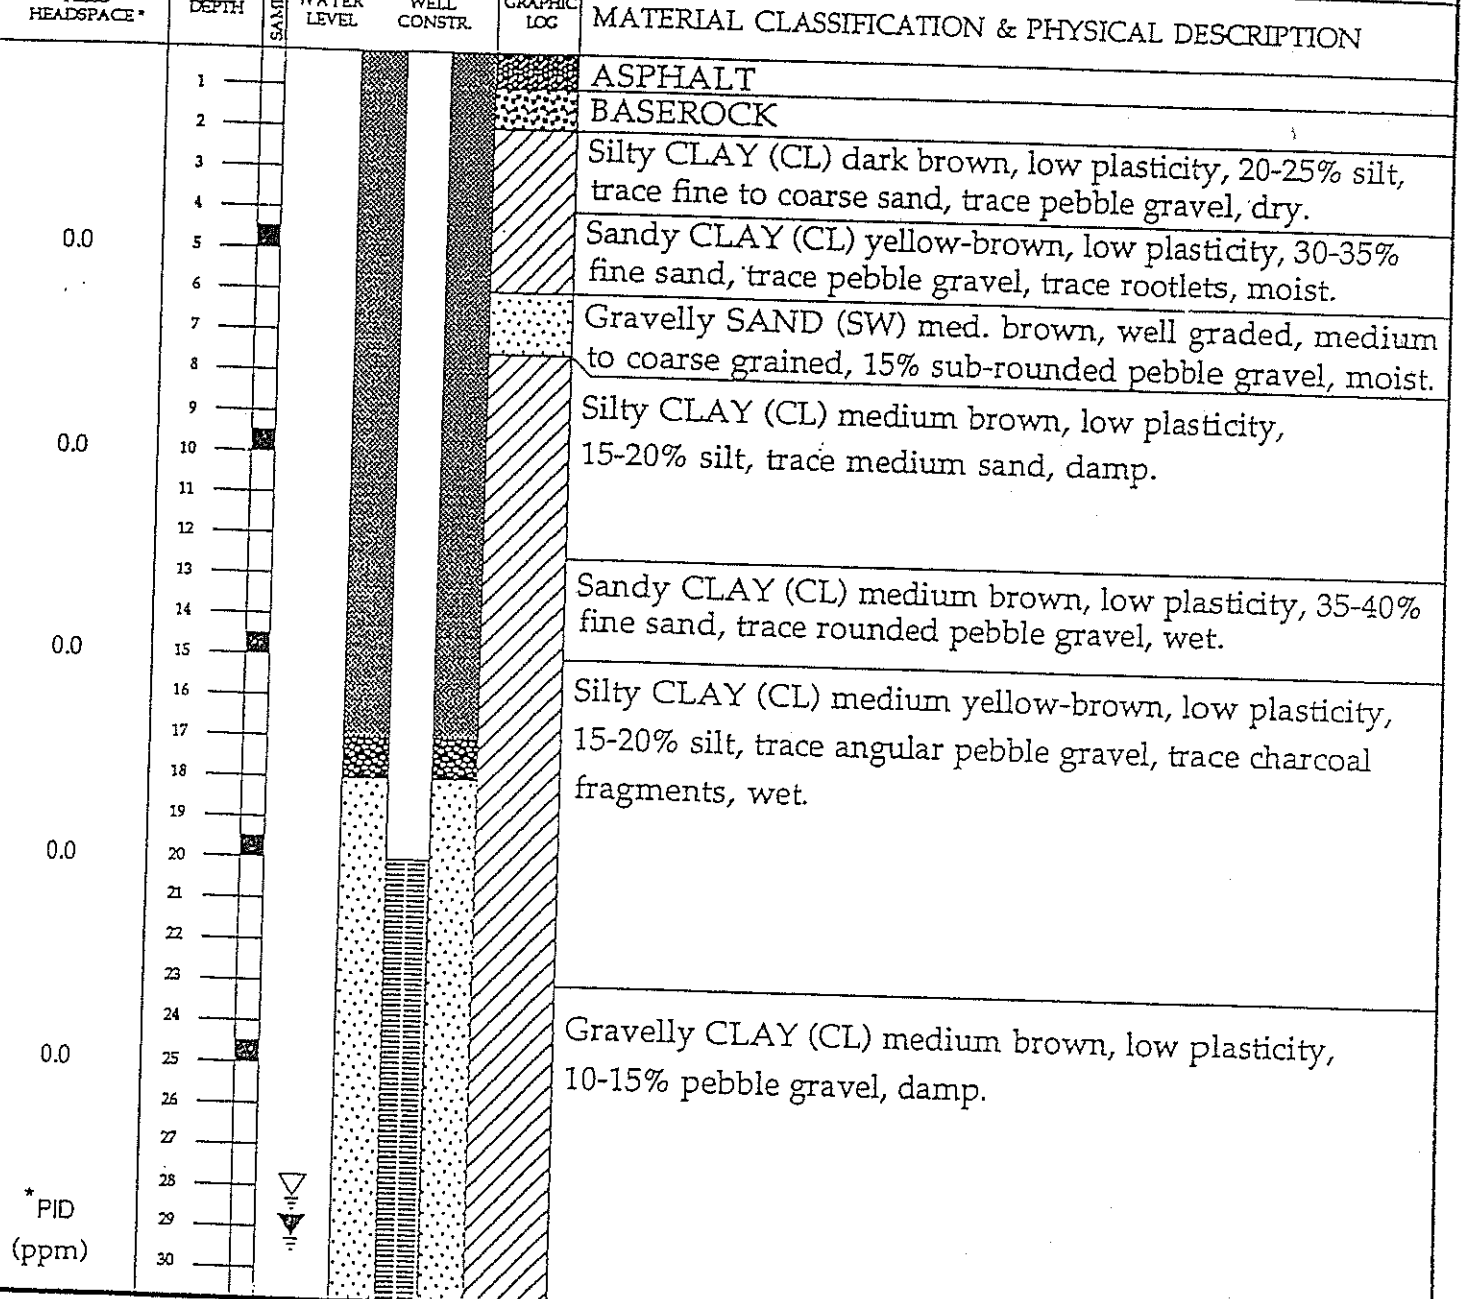 HEADSPACE*
DEPTH
WATER LEVEL
WELL CONSTR.
GRAPHIC LOG
MATERIAL CLASSIFICATION & PHYSICAL DESCRIPTION
1
ASPHALT
2
BASEROCK
3
Silty CLAY (CL) dark brown, low plasticity, 20-25% silt,
4
trace fine to coarse sand, trace pebble gravel, dry.
0.0
5
Sandy CLAY (CL) yellow-brown, low plasticity, 30-35%
6
fine sand, trace pebble gravel, trace rootlets, moist.
7
Gravelly SAND (SW) med. brown, well graded, medium
8
to coarse grained, 15% sub-rounded pebble gravel, moist.
9
Silty CLAY (CL) medium brown, low plasticity,
0.0
10
15-20% silt, trace medium sand, damp.
11
12
13
14
Sandy CLAY (CL) medium brown, low plasticity, 35-40%
0.0
15
fine sand, trace rounded pebble gravel, wet.
16
Silty CLAY (CL) medium yellow-brown, low plasticity,
17
15-20% silt, trace angular pebble gravel, trace charcoal
18
fragments, wet.
19
0.0
20
21
22
23
24
Gravelly CLAY (CL) medium brown, low plasticity,
0.0
25
10-15% pebble gravel, damp.
26
27
28
*PID
29
(ppm)
30